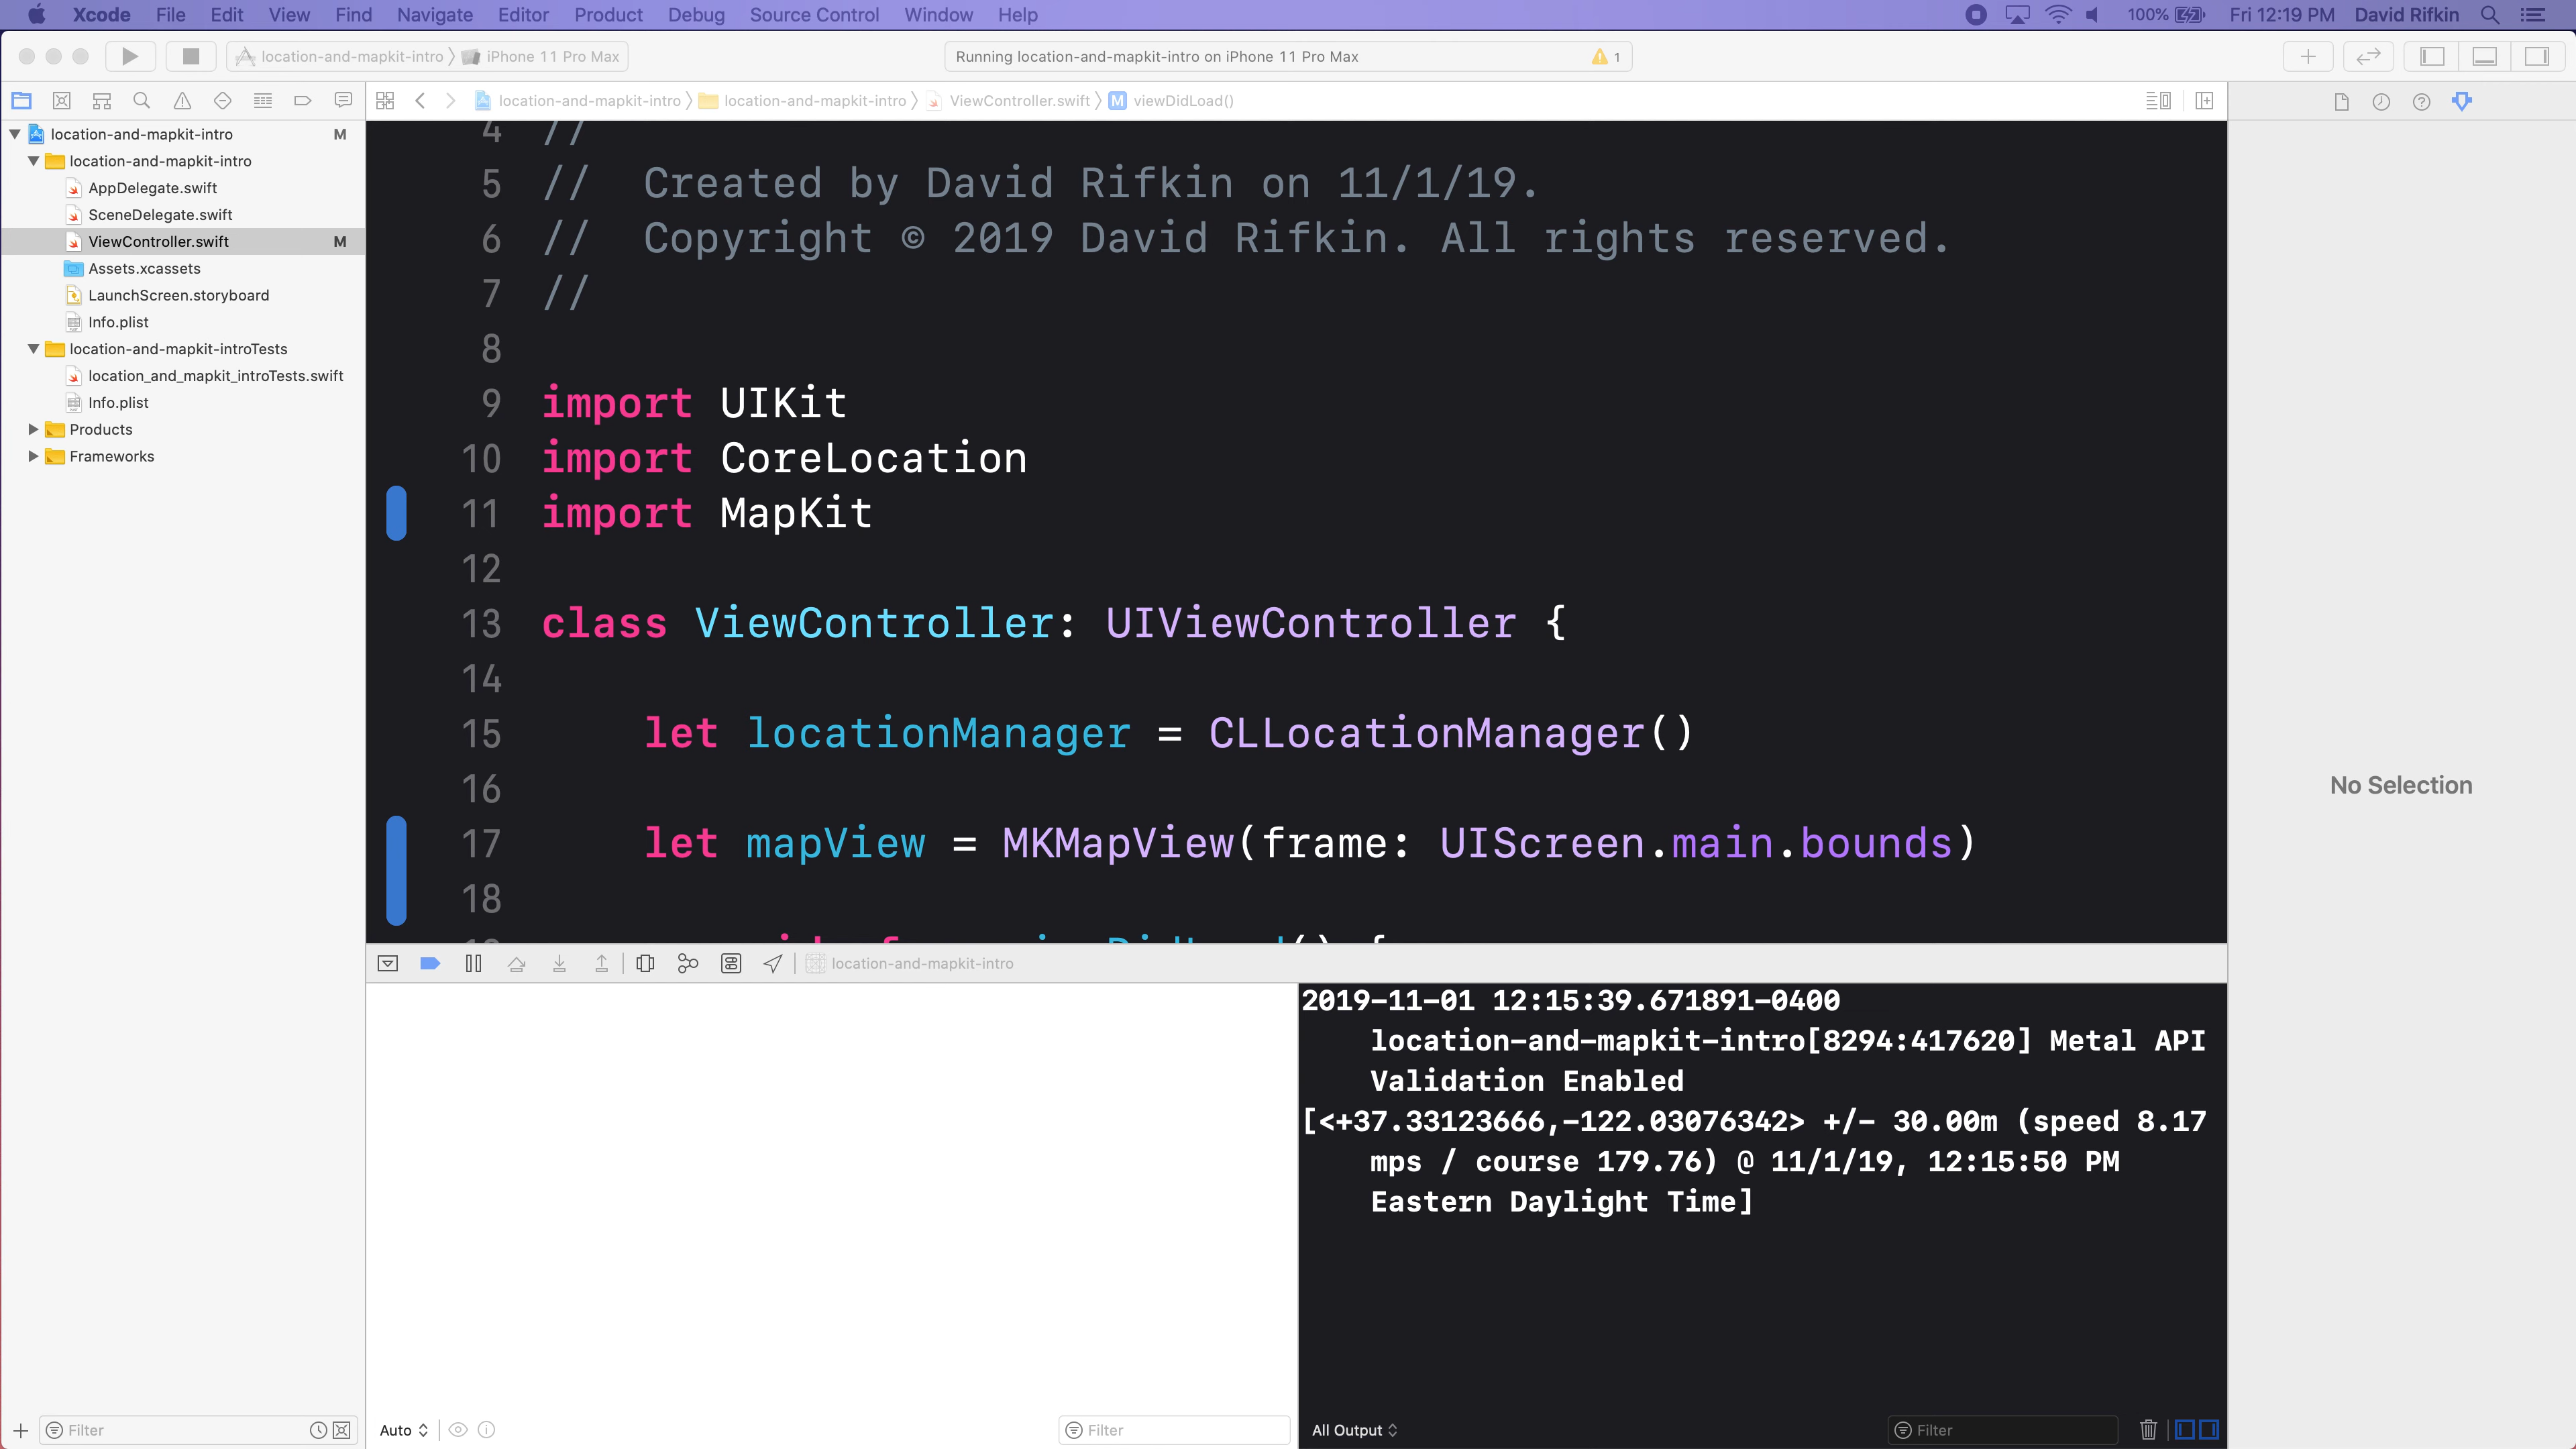 Xcode File Edit View Find Navigate Editor Product Debug Source Control Window Help 100% Fri 12:19 PM David Rifkin
location-and-mapkit-intro iPhone 11 Pro Max Running location-and-mapkit-intro on iPhone 11 Pro Max 1
location-and-mapkit-intro location-and-mapkit-intro ViewController.swift M viewDidLoad()
location-and-mapkit-intro M
location-and-mapkit-intro
AppDelegate.swift
SceneDelegate.swift
ViewController.swift M
Assets.xcassets
LaunchScreen.storyboard
Info.plist
location-and-mapkit-introTests
location_and_mapkit_introTests.swift
Info.plist
Products
Frameworks
4 //
5 // Created by David Rifkin on 11/1/19.
6 // Copyright © 2019 David Rifkin. All rights reserved.
7 //
8
9 import UIKit
10 import CoreLocation
11 import MapKit
12
13 class ViewController: UIViewController {
14
15 let locationManager = CLLocationManager()
16
17 let mapView = MKMapView(frame: UIScreen.main.bounds)
18
No Selection
location-and-mapkit-intro
2019-11-01 12:15:39.671891-0400
location-and-mapkit-intro[8294:417620] Metal API
Validation Enabled
[<+37.33123666,-122.03076342> +/- 30.00m (speed 8.17
mps / course 179.76) @ 11/1/19, 12:15:50 PM
Eastern Daylight Time]
Filter Auto Filter All Output Filter